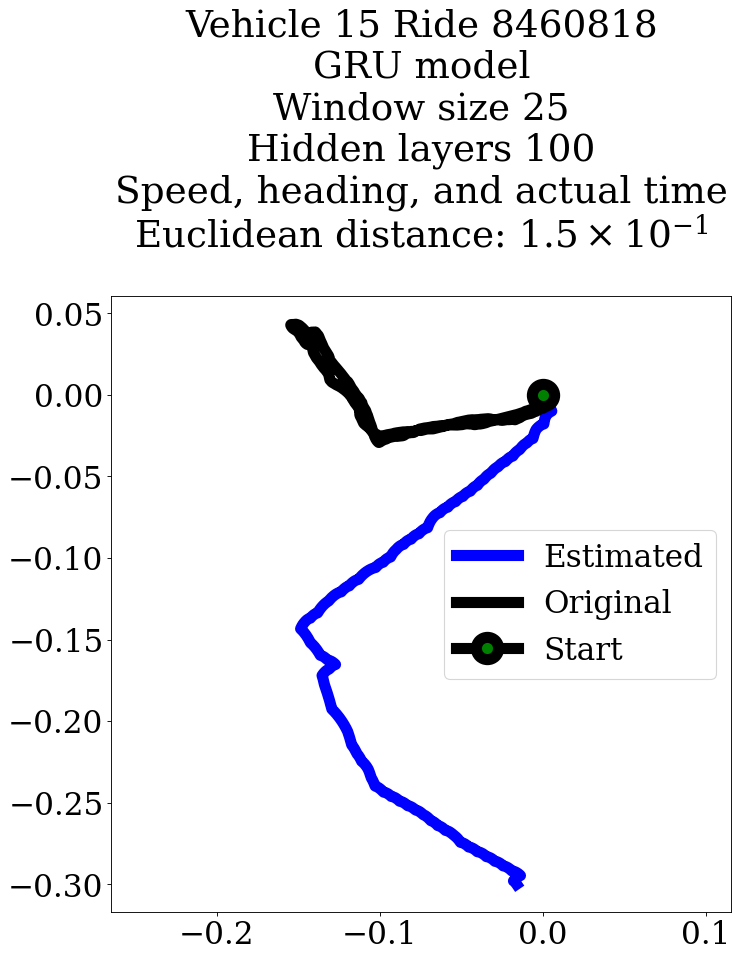 Vehicle 15 Ride 8460818
GRU model
Window size 25
Hidden layers 100
Speed, heading, and actual time
Euclidean distance: 1.5 × 10⁻¹
0.05
0.00
−0.05
−0.10
−0.15
−0.20
−0.25
−0.30
Estimated
Original
Start
−0.2 −0.1 0.0 0.1